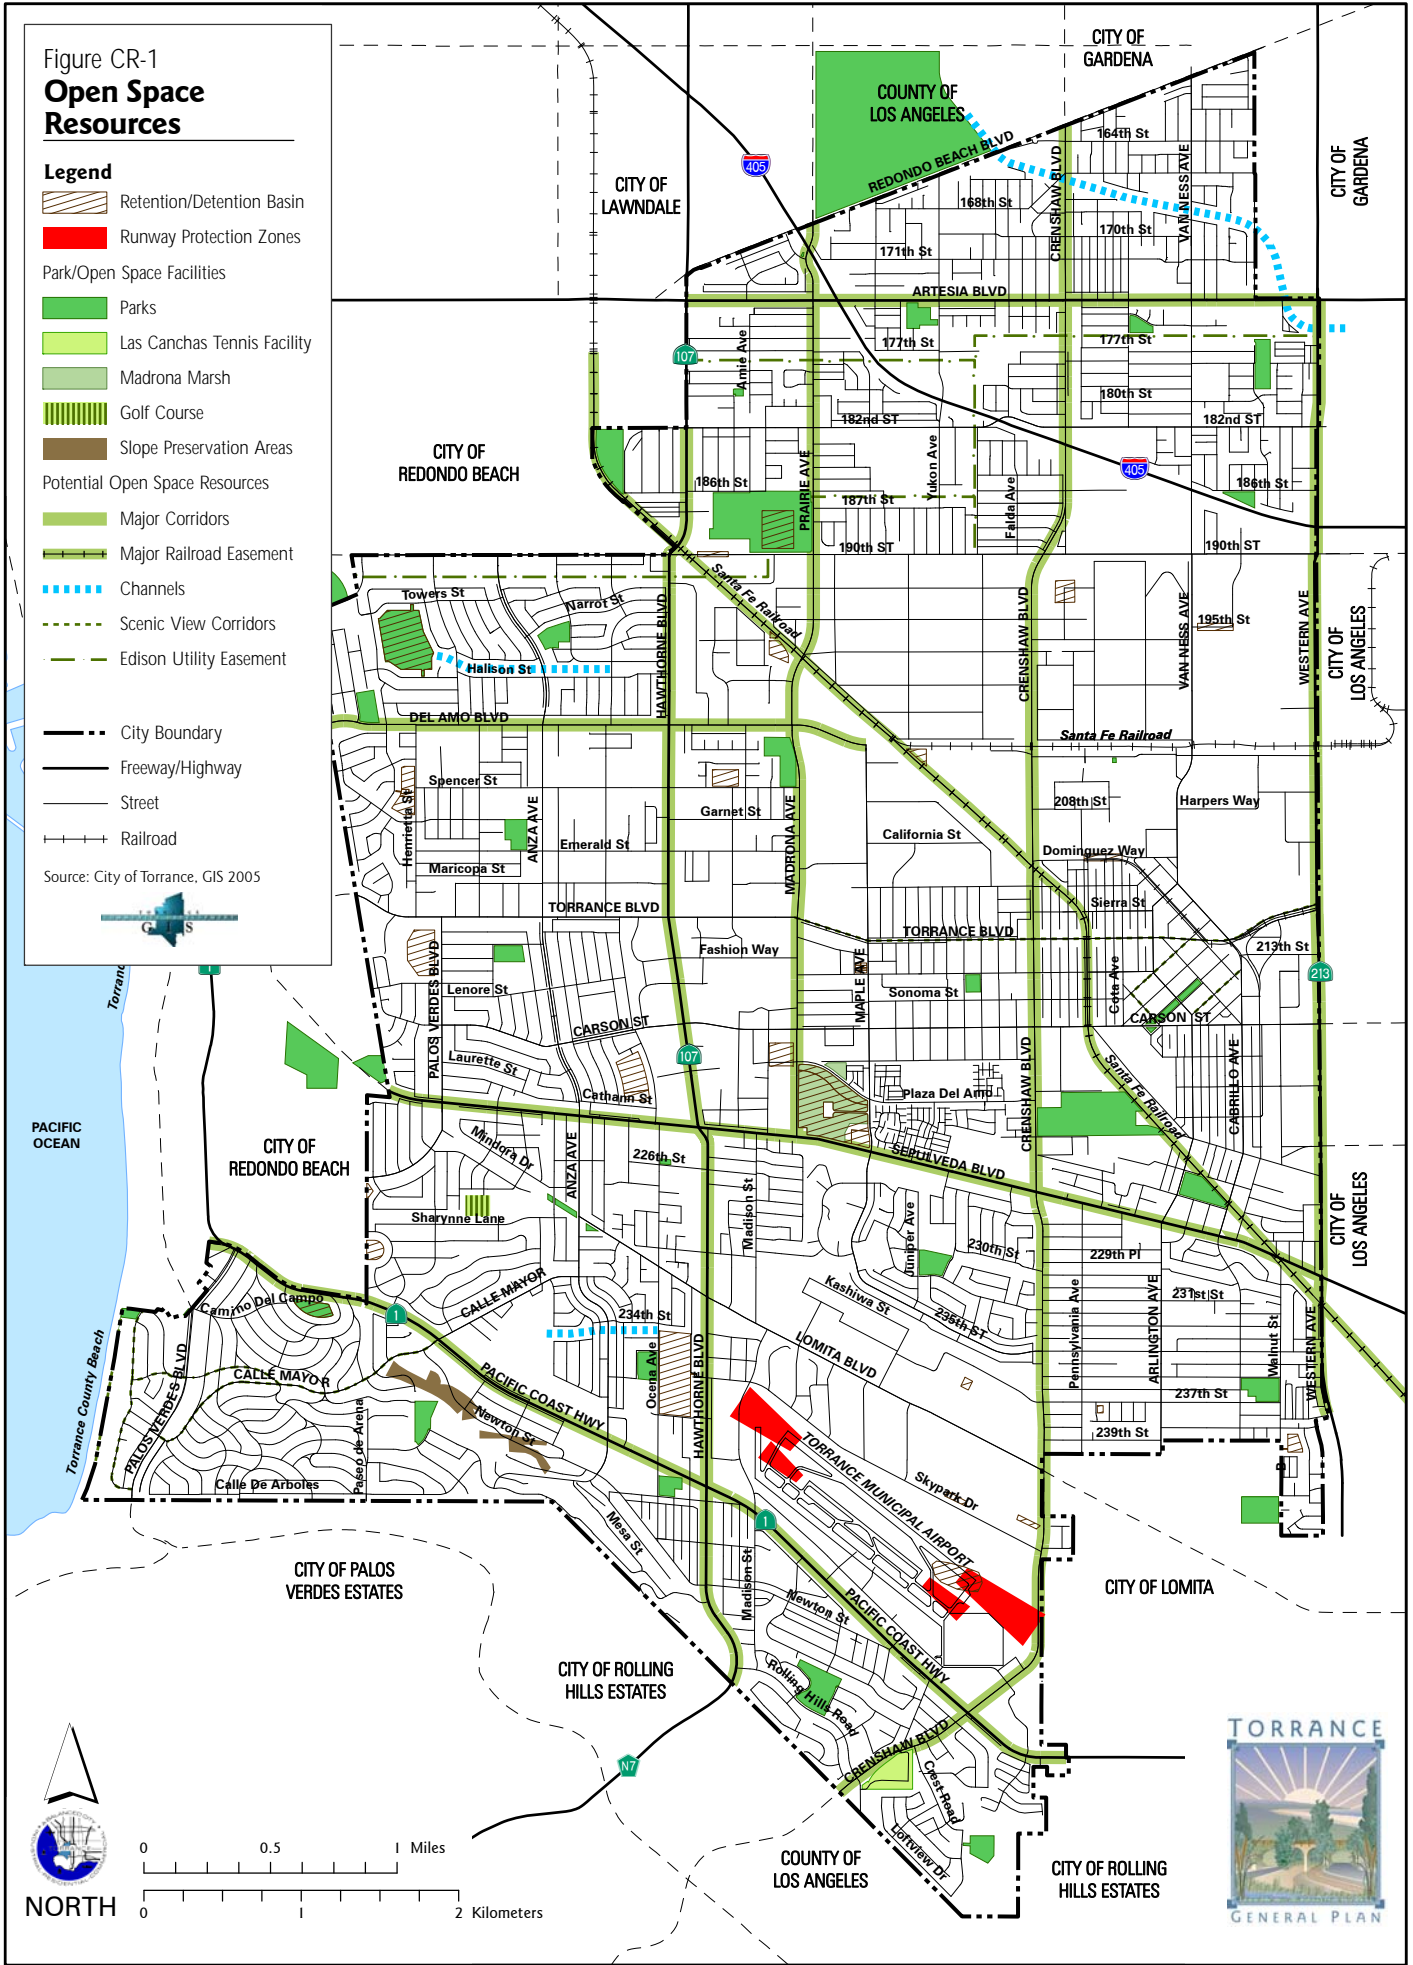 Figure CR-1
Open Space
Resources
Legend
Retention/Detention Basin
Runway Protection Zones
Park/Open Space Facilities
Parks
Las Canchas Tennis Facility
Madrona Marsh
Golf Course
Slope Preservation Areas
Potential Open Space Resources
Major Corridors
Major Railroad Easement
Channels
Scenic View Corridors
Edison Utility Easement
City Boundary
Freeway/Highway
Street
Railroad
Source: City of Torrance, GIS 2005
G I S
CITY OF
GARDENA
COUNTY OF
LOS ANGELES
REDONDO BEACH BLVD
164th St
CITY OF
GARDENA
405
CITY OF
LAWNDALE
CRENSHAW BLVD
VAN NESS AVE
168th St
170th St
171th St
ARTESIA BLVD
177th St
177th St
107
Amie Ave
180th St
182nd ST
182nd ST
CITY OF
REDONDO BEACH
PRAIRIE AVE
Yukon Ave
405
186th St
186th St
187th St
Falda Ave
190th ST
190th ST
Santa Fe Railroad
Towers St
Narrot St
HAWTHORNE BLVD
CRENSHAW BLVD
VAN NESS AVE
195th St
WESTERN AVE
CITY OF
LOS ANGELES
Halison St
DEL AMO BLVD
Santa Fe Railroad
Spencer St
Henrietta St
ANZA AVE
Garnet St
MADRONA AVE
208th St
Harpers Way
California St
Emerald St
Dominguez Way
Maricopa St
TORRANCE BLVD
Sierra St
TORRANCE BLVD
Fashion Way
213th St
213
PALOS VERDES BLVD
Lenore St
MAPLE AVE
Sonoma St
Cota Ave
CARSON ST
CARSON ST
1
107
Laurette St
Cathann St
Plaza Del Amo
CRENSHAW BLVD
Santa Fe Railroad
CABRILLO AVE
PACIFIC
OCEAN
CITY OF
REDONDO BEACH
Mindora Dr
ANZA AVE
226th St
SEPULVEDA BLVD
Madison St
CITY OF
LOS ANGELES
Sharynne Lane
Juniper Ave
230th St
229th Pl
Camino Del Campo
CALLE MAYOR
1
234th St
Kashiwa St
235th ST
Pennsylvania Ave
ARLINGTON AVE
231st St
Walnut St
WESTERN AVE
LOMITA BLVD
Torrance County Beach
PALOS VERDES BLVD
CALLE MAYOR
PACIFIC COAST HWY
Ocena Ave
HAWTHORNE BLVD
237th St
239th St
Newton St
Paseo de Arena
Calle De Arboles
TORRANCE MUNICIPAL AIRPORT
Skypark Dr
Mesa St
1
CITY OF PALOS
VERDES ESTATES
Madison St
Newton St
PACIFIC COAST HWY
CITY OF LOMITA
CITY OF ROLLING
HILLS ESTATES
Rolling Hills Road
CRENSHAW BLVD
Crest Road
N7
Loftview Dr
COUNTY OF
LOS ANGELES
CITY OF ROLLING
HILLS ESTATES
NORTH
0 0.5 1 Miles
0 1 2 Kilometers
TORRANCE
GENERAL PLAN